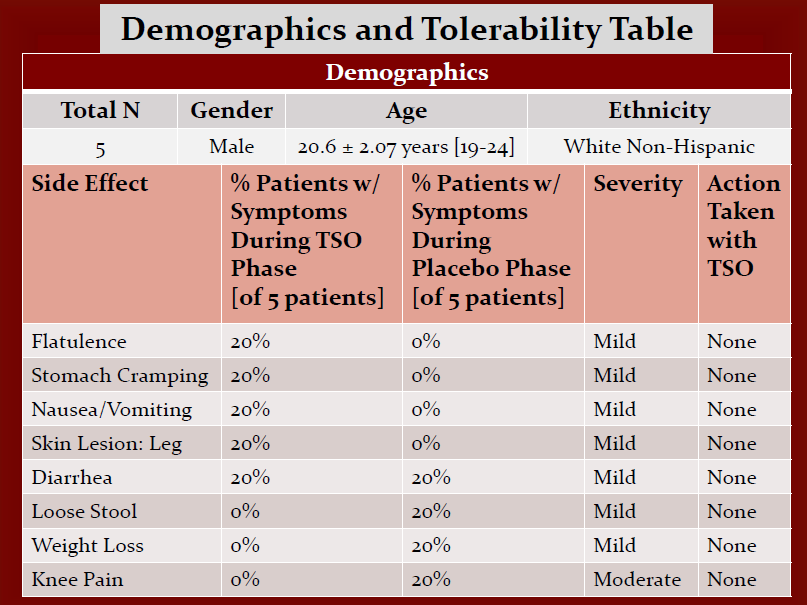 Demographics and Tolerability Table
Demographics
Total N Gender Age Ethnicity
5 Male 20.6 ± 2.07 years [19-24] White Non-Hispanic
Side Effect % Patients w/ Symptoms During TSO Phase [of 5 patients] % Patients w/ Symptoms During Placebo Phase [of 5 patients] Severity Action Taken with TSO
Flatulence 20% 0% Mild None
Stomach Cramping 20% 0% Mild None
Nausea/Vomiting 20% 0% Mild None
Skin Lesion: Leg 20% 0% Mild None
Diarrhea 20% 20% Mild None
Loose Stool 0% 20% Mild None
Weight Loss 0% 20% Mild None
Knee Pain 0% 20% Moderate None